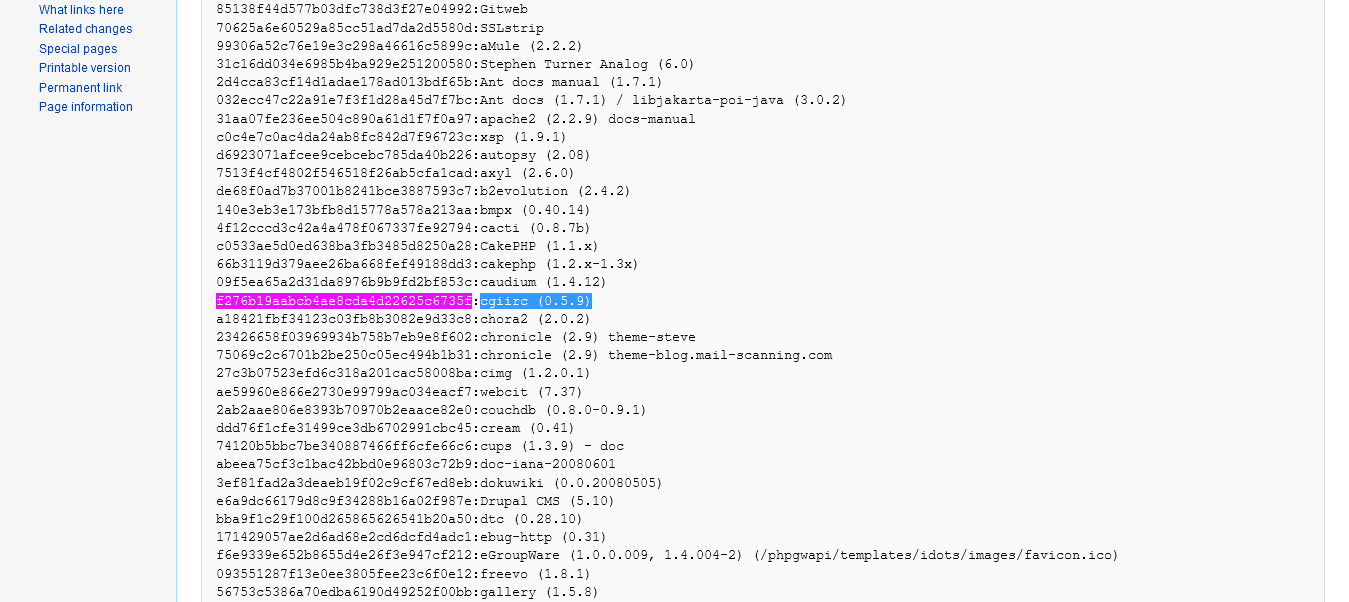 What links here
Related changes
Special pages
Printable version
Permanent link
Page information
85138f44d577b03dfc738d3f27e04992:Gitweb
70625a6e60529a85cc51ad7da2d5580d:SSLstrip
99306a52c76e19e3c298a46616c5899c:aMule (2.2.2)
31c16dd034e6985b4ba929e251200580:Stephen Turner Analog (6.0)
2d4cca83cf14d1adae178ad013bdf65b:Ant docs manual (1.7.1)
032ecc47c22a91e7f3f1d28a45d7f7bc:Ant docs (1.7.1) / libjakarta-poi-java (3.0.2)
31aa07fe236ee504c890a61d1f7f0a97:apache2 (2.2.9) docs-manual
c0c4e7c0ac4da24ab8fc842d7f96723c:xsp (1.9.1)
d6923071afcee9cebcebc785da40b226:autopsy (2.08)
7513f4cf4802f546518f26ab5cfa1cad:axyl (2.6.0)
de68f0ad7b37001b8241bce3887593c7:b2evolution (2.4.2)
140e3eb3e173bfb8d15778a578a213aa:bmpx (0.40.14)
4f12cccd3c42a4a478f067337fe92794:cacti (0.8.7b)
c0533ae5d0ed638ba3fb3485d8250a28:CakePHP (1.1.x)
66b3119d379aee26ba668fef49188dd3:cakephp (1.2.x-1.3x)
09f5ea65a2d31da8976b9b9fd2bf853c:caudium (1.4.12)
f276b19aabcb4ae8cda4d22625c6735f:cgiirc (0.5.9)
a18421fbf34123c03fb8b3082e9d33c8:chora2 (2.0.2)
23426658f03969934b758b7eb9e8f602:chronicle (2.9) theme-steve
75069c2c6701b2be250c05ec494b1b31:chronicle (2.9) theme-blog.mail-scanning.com
27c3b07523efd6c318a201cac58008ba:cimg (1.2.0.1)
ae59960e866e2730e99799ac034eacf7:webcit (7.37)
2ab2aae806e8393b70970b2eaace82e0:couchdb (0.8.0-0.9.1)
ddd76f1cfe31499ce3db6702991cbc45:cream (0.41)
74120b5bbc7be340887466ff6cfe66c6:cups (1.3.9) - doc
abeea75cf3c1bac42bbd0e96803c72b9:doc-iana-20080601
3ef81fad2a3deaeb19f02c9cf67ed8eb:dokuwiki (0.0.20080505)
e6a9dc66179d8c9f34288b16a02f987e:Drupal CMS (5.10)
bba9f1c29f100d265865626541b20a50:dtc (0.28.10)
171429057ae2d6ad68e2cd6dcfd4adc1:ebug-http (0.31)
f6e9339e652b8655d4e26f3e947cf212:eGroupWare (1.0.0.009, 1.4.004-2) (/phpgwapi/templates/idots/images/favicon.ico)
093551287f13e0ee3805fee23c6f0e12:freevo (1.8.1)
56753c5386a70edba6190d49252f00bb:gallery (1.5.8)